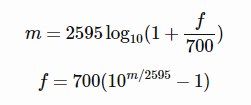 m = 2595 log₁₀(1 + f/700)
f = 700(10^{m/2595} − 1)